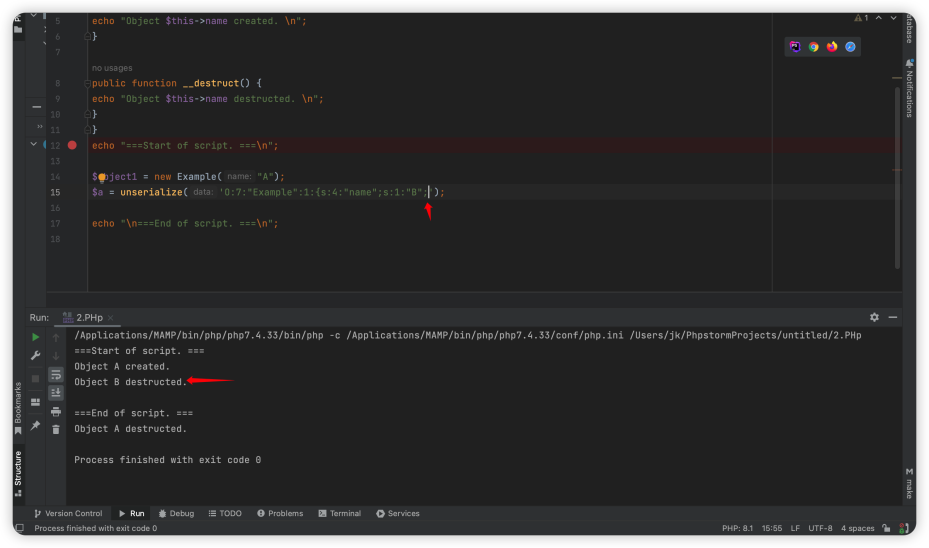 5 echo "Object $this->name created. \n";
6 }
7
no usages
8 public function __destruct() {
9 echo "Object $this->name destructed. \n";
10 }
11 }
12 echo "===Start of script. ===\n";
13
14 $object1 = new Example( name: "A");
15 $a = unserialize( data: 'O:7:"Example":1:{s:4:"name";s:1:"B";');
16
17 echo "\n===End of script. ===\n";
18
1
Database
Notifications
make
Run: 2.PHp
/Applications/MAMP/bin/php/php7.4.33/bin/php -c /Applications/MAMP/bin/php/php7.4.33/conf/php.ini /Users/jk/PhpstormProjects/untitled/2.PHp
===Start of script. ===
Object A created.
Object B destructed.
===End of script. ===
Object A destructed.
Process finished with exit code 0
Bookmarks
Structure
Version Control Run Debug TODO Problems Terminal Services
Process finished with exit code 0 PHP: 8.1 15:55 LF UTF-8 4 spaces